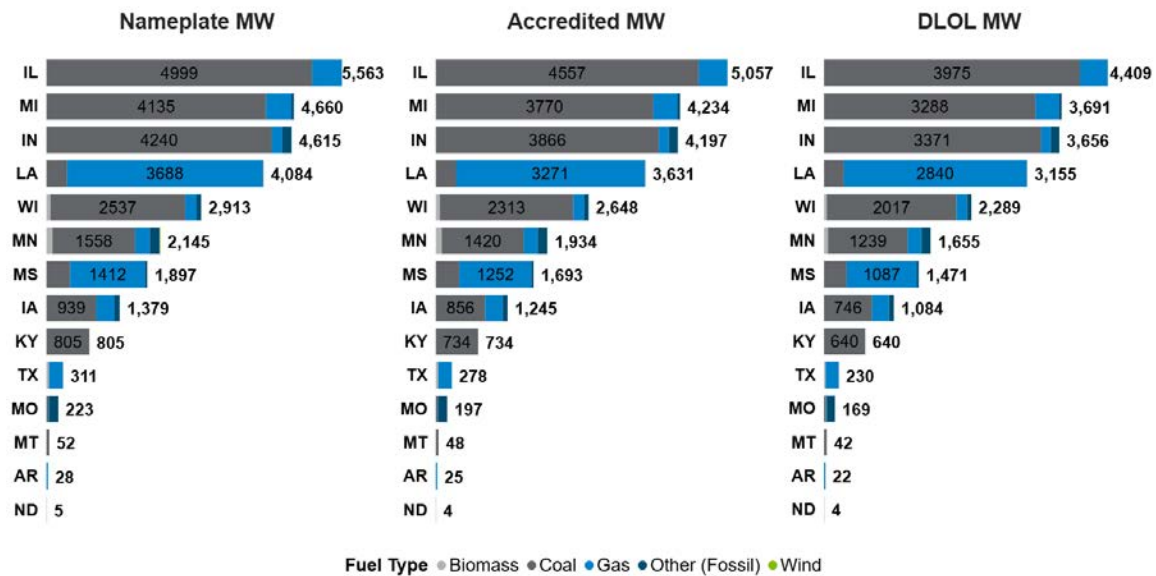 Nameplate MW
Accredited MW
DLOL MW
IL 4999 5,563
MI 4135 4,660
IN 4240 4,615
LA 3688 4,084
WI 2537 2,913
MN 1558 2,145
MS 1412 1,897
IA 939 1,379
KY 805 805
TX 311
MO 223
MT 52
AR 28
ND 5
IL 4557 5,057
MI 3770 4,234
IN 3866 4,197
LA 3271 3,631
WI 2313 2,648
MN 1420 1,934
MS 1252 1,693
IA 856 1,245
KY 734 734
TX 278
MO 197
MT 48
AR 25
ND 4
IL 3975 4,409
MI 3288 3,691
IN 3371 3,656
LA 2840 3,155
WI 2017 2,289
MN 1239 1,655
MS 1087 1,471
IA 746 1,084
KY 640 640
TX 230
MO 169
MT 42
AR 22
ND 4
Fuel Type Biomass Coal Gas Other (Fossil) Wind